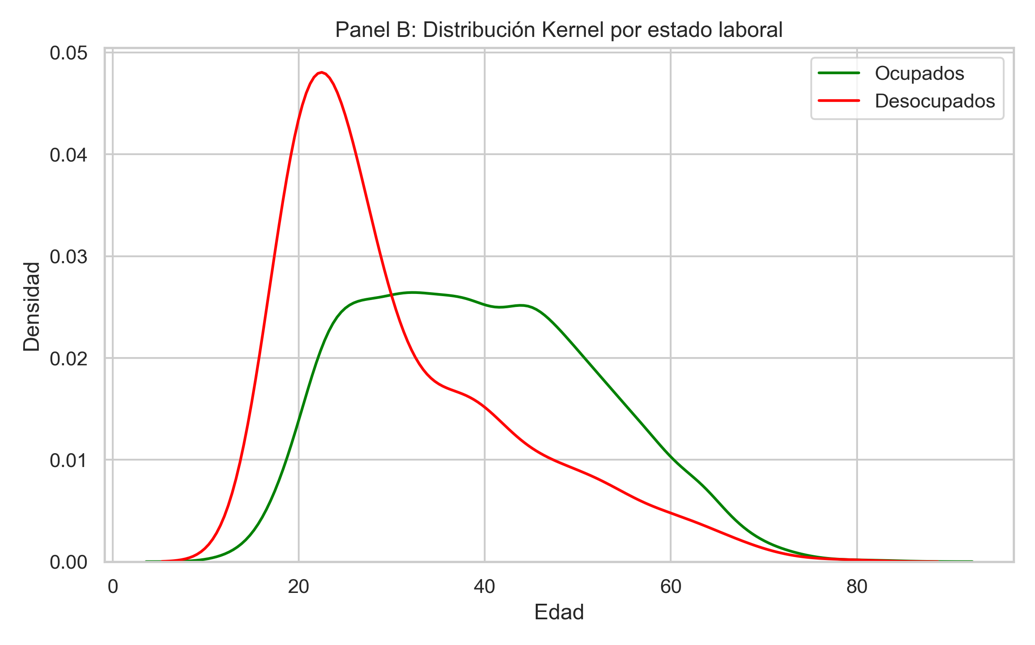 Panel B: Distribución Kernel por estado laboral
0.05
0.04
0.03
0.02
0.01
0.00
Densidad
Ocupados
Desocupados
0 20 40 60 80
Edad